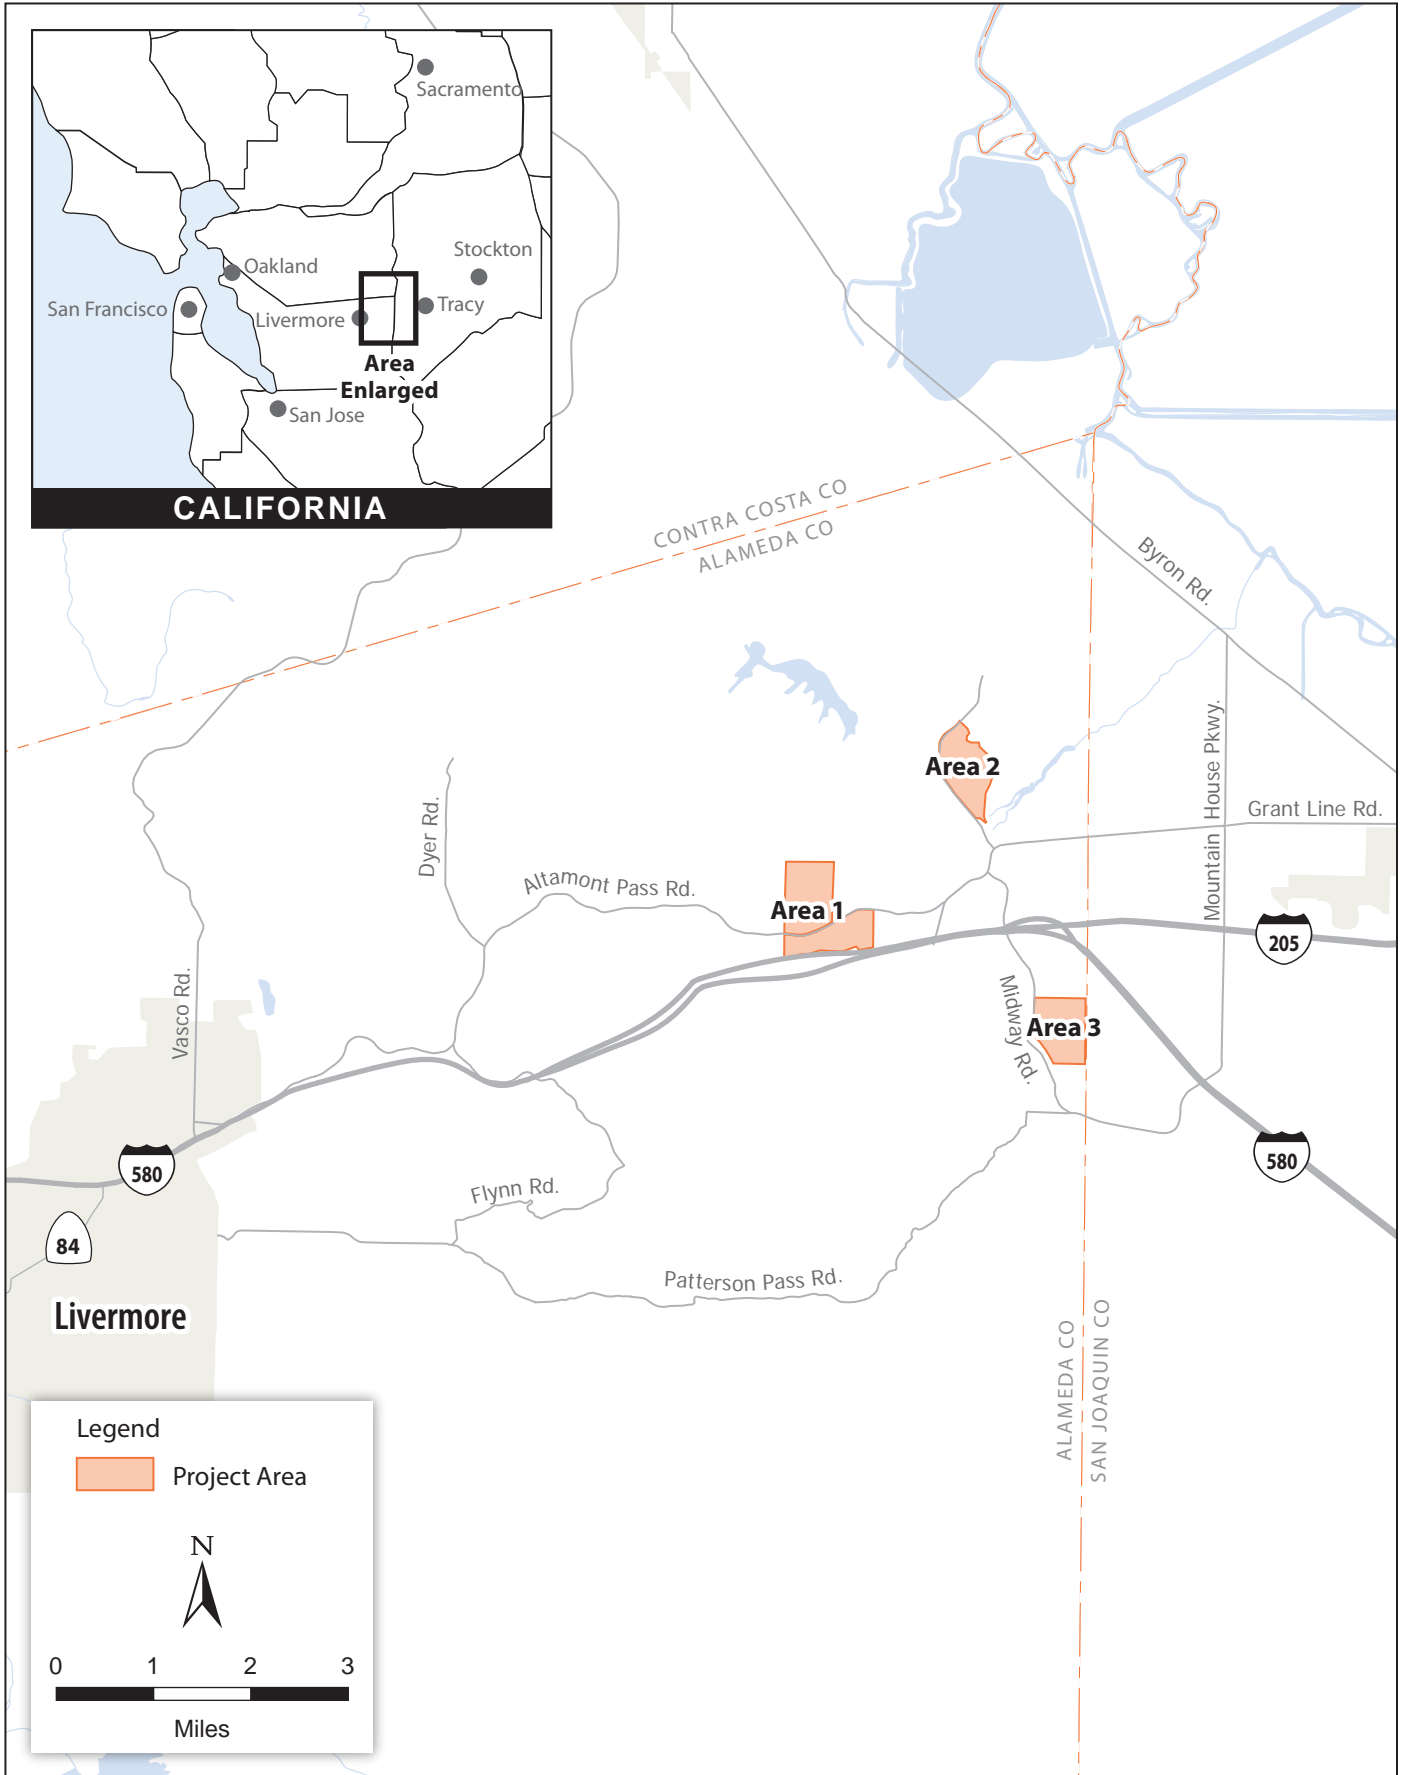 Sacramento
Stockton
Oakland
San Francisco
Tracy
Livermore
Area
Enlarged
San Jose
CALIFORNIA
CONTRA COSTA CO
ALAMEDA CO
Byron Rd.
Mountain House Pkwy.
Area 2
Grant Line Rd.
Dyer Rd.
Altamont Pass Rd.
Area 1
205
Vasco Rd.
Midway Rd.
Area 3
580
580
Flynn Rd.
84
Patterson Pass Rd.
Livermore
ALAMEDA CO
SAN JOAQUIN CO
Legend
Project Area
N
0 1 2 3
Miles